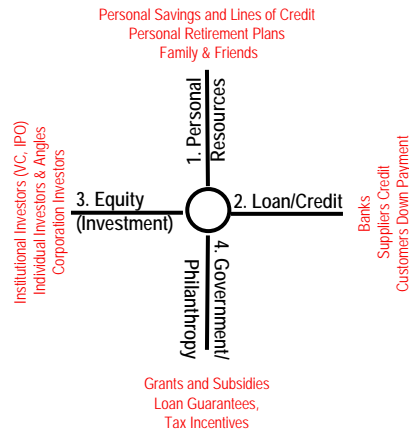 Personal Savings and Lines of Credit
Personal Retirement Plans
Family & Friends
1. Personal
Resources
Institutional Investors (VC, IPO)
Individual Investors & Angles
Corporation Investors
3. Equity
(Investment)
2. Loan/Credit
Banks
Suppliers Credit
Customers Down Payment
4. Government/
Philanthropy
Grants and Subsidies
Loan Guarantees,
Tax Incentives